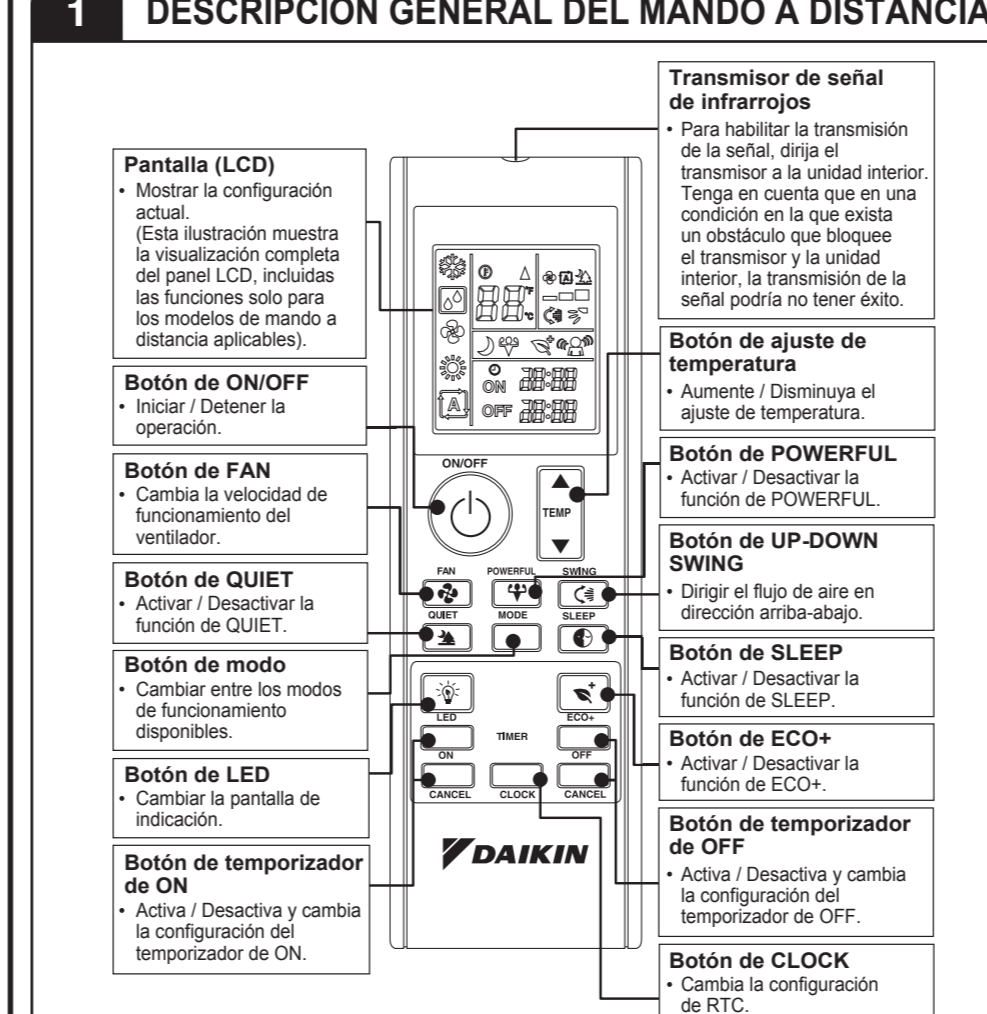 1 DESCRIPCIÓN GENERAL DEL MANDO A DISTANCIA
Pantalla (LCD)
• Mostrar la configuración
actual.
(Esta ilustración muestra
la visualización completa
del panel LCD, incluidas
las funciones solo para
los modelos de mando a
distancia aplicables).
Botón de ON/OFF
• Iniciar / Detener la
operación.
Botón de FAN
• Cambia la velocidad de
funcionamiento del
ventilador.
Botón de QUIET
• Activar / Desactivar la
función de QUIET.
Botón de modo
• Cambiar entre los modos
de funcionamiento
disponibles.
Botón de LED
• Cambiar la pantalla de
indicación.
Botón de temporizador
de ON
• Activa / Desactiva y cambia
la configuración del
temporizador de ON.
A
°F
88
°C
A
ON 88:88
OFF 88:88
ON/OFF
TEMP
FAN POWERFUL SWING
QUIET MODE SLEEP
LED ECO+
TIMER
ON OFF
CANCEL CLOCK CANCEL
DAIKIN
Transmisor de señal
de infrarrojos
• Para habilitar la transmisión
de la señal, dirija el
transmisor a la unidad interior.
Tenga en cuenta que en una
condición en la que exista
un obstáculo que bloquee
el transmisor y la unidad
interior, la transmisión de la
señal podría no tener éxito.
Botón de ajuste de
temperatura
• Aumente / Disminuya el
ajuste de temperatura.
Botón de POWERFUL
• Activar / Desactivar la
función de POWERFUL.
Botón de UP-DOWN
SWING
• Dirigir el flujo de aire en
dirección arriba-abajo.
Botón de SLEEP
• Activar / Desactivar la
función de SLEEP.
Botón de ECO+
• Activar / Desactivar la
función de ECO+.
Botón de temporizador
de OFF
• Activa / Desactiva y cambia
la configuración del
temporizador de OFF.
Botón de CLOCK
• Cambia la configuración
de RTC.